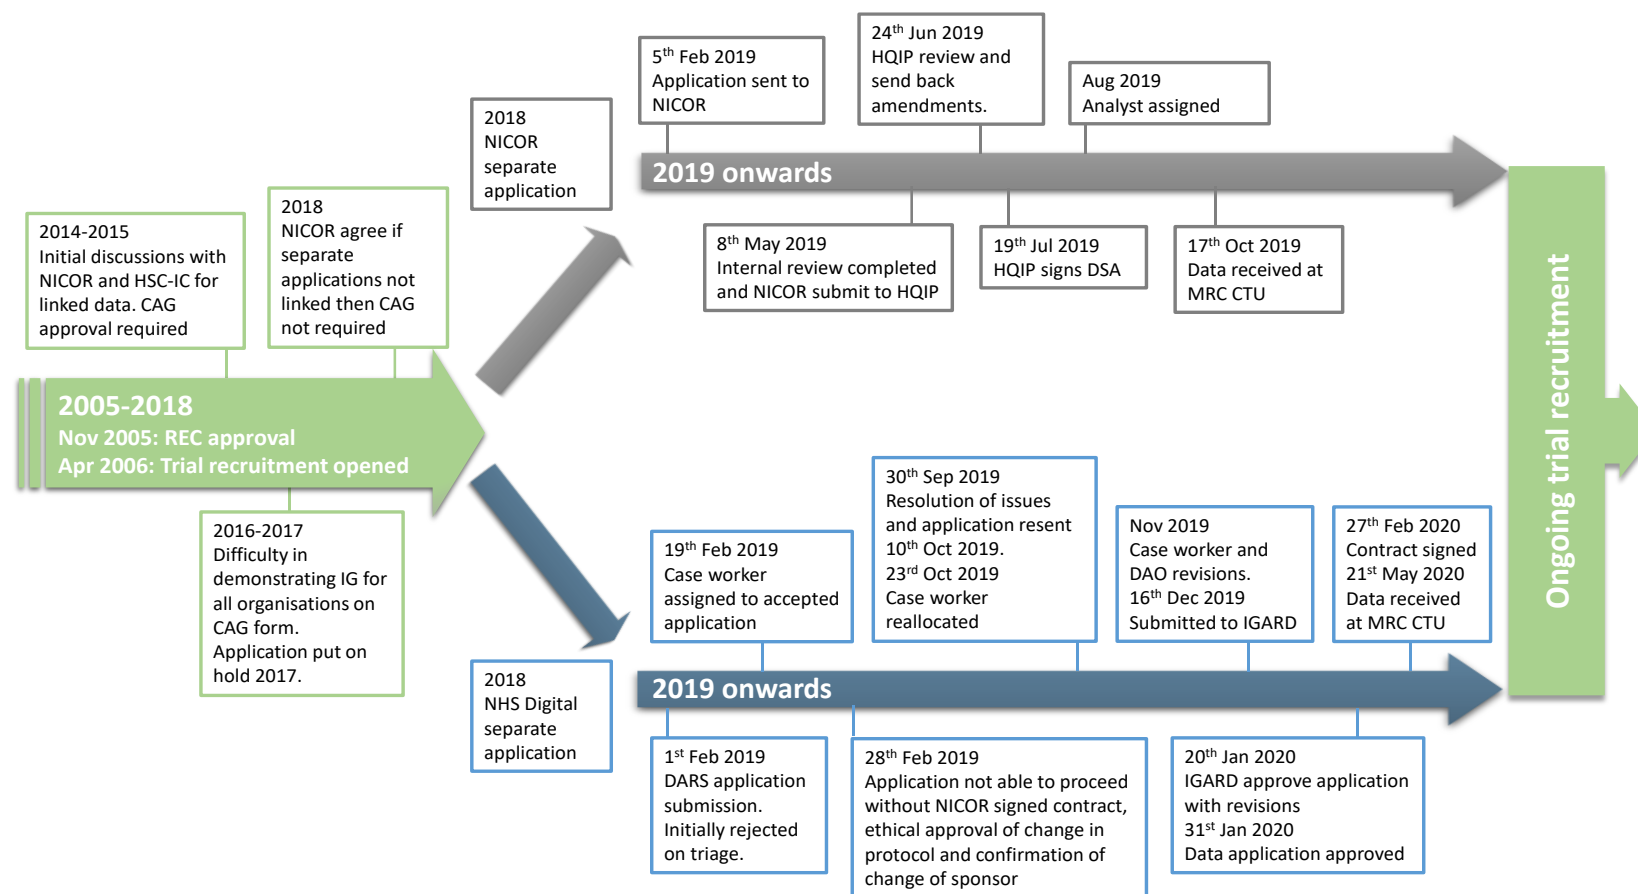 2014-2015
Initial discussions with
NICOR and HSC-IC for
linked data. CAG
approval required
2018
NICOR agree if
separate
applications not
linked then CAG
not required
2005-2018
Nov 2005: REC approval
Apr 2006: Trial recruitment opened
2016-2017
Difficulty in
demonstrating IG for
all organisations on
CAG form.
Application put on
hold 2017.
2018
NICOR
separate
application
5th Feb 2019
Application sent to
NICOR
24th Jun 2019
HQIP review and
send back
amendments.
Aug 2019
Analyst assigned
2019 onwards
8th May 2019
Internal review completed
and NICOR submit to HQIP
19th Jul 2019
HQIP signs DSA
17th Oct 2019
Data received at
MRC CTU
2018
NHS Digital
separate
application
19th Feb 2019
Case worker
assigned to accepted
application
30th Sep 2019
Resolution of issues
and application resent
10th Oct 2019.
23rd Oct 2019
Case worker
reallocated
Nov 2019
Case worker and
DAO revisions.
16th Dec 2019
Submitted to IGARD
27th Feb 2020
Contract signed
21st May 2020
Data received
at MRC CTU
2019 onwards
1st Feb 2019
DARS application
submission.
Initially rejected
on triage.
28th Feb 2019
Application not able to proceed
without NICOR signed contract,
ethical approval of change in
protocol and confirmation of
change of sponsor
20th Jan 2020
IGARD approve application
with revisions
31st Jan 2020
Data application approved
Ongoing trial recruitment